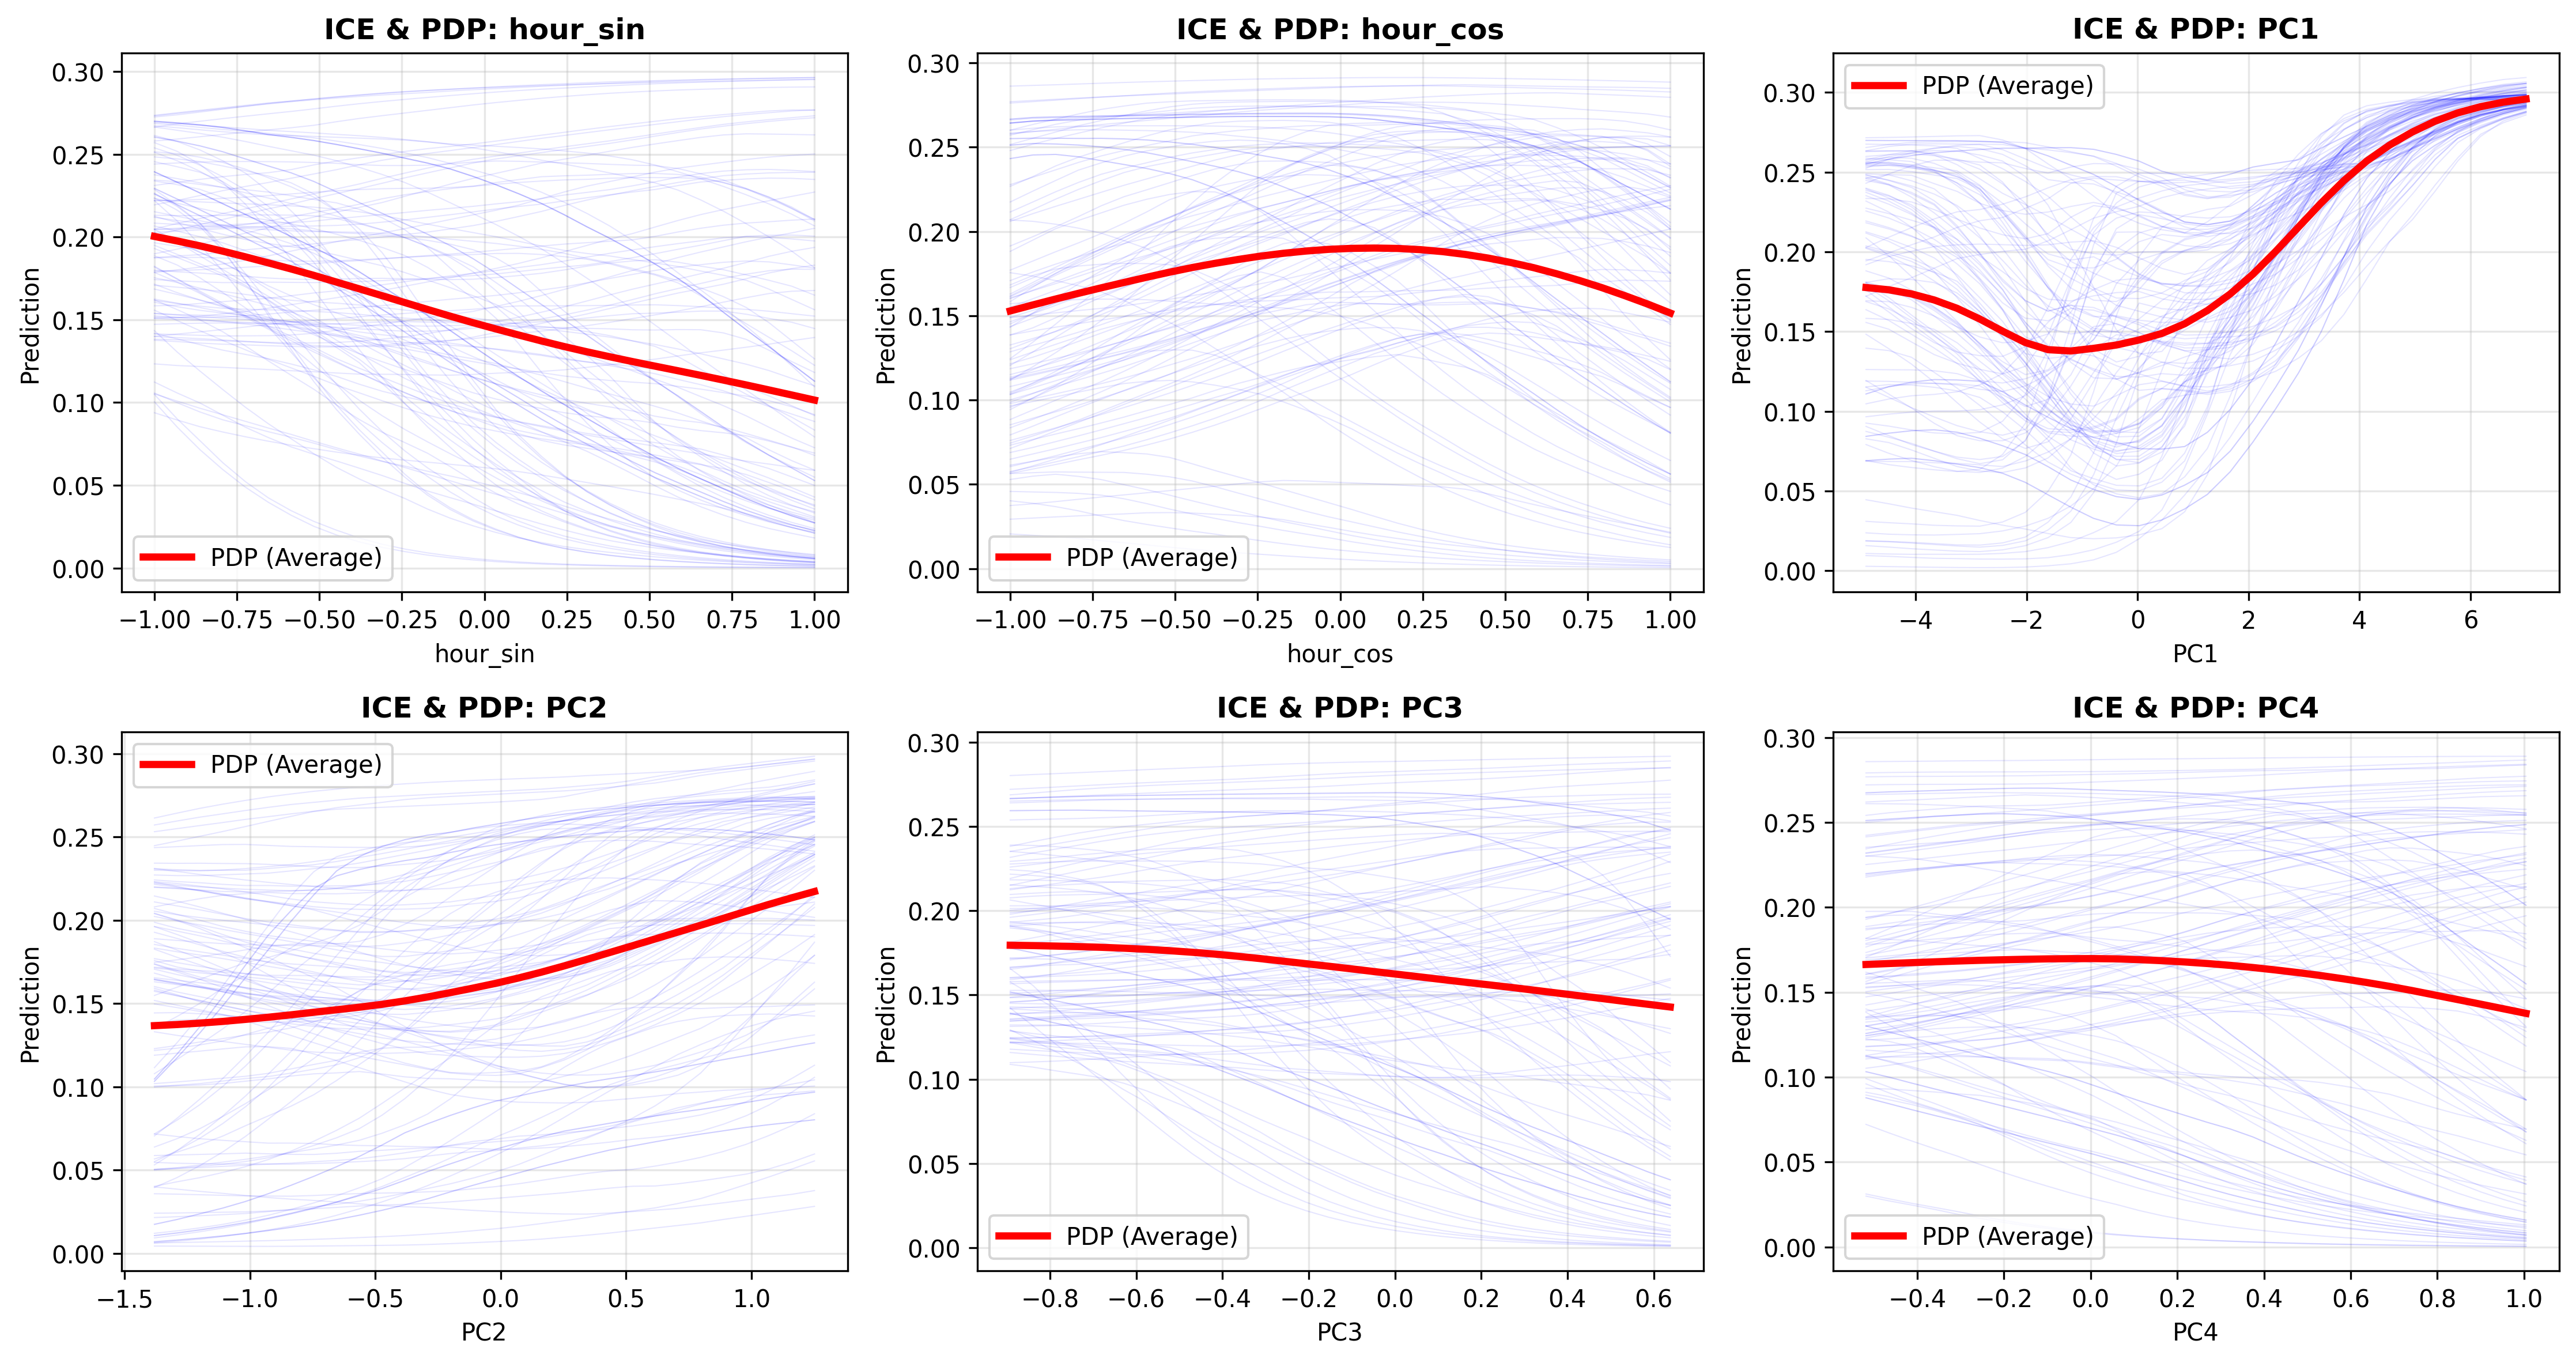 ICE & PDP: hour_sin
0.30
0.25
0.20
0.15
0.10
0.05
0.00
Prediction
PDP (Average)
−1.00 −0.75 −0.50 −0.25 0.00 0.25 0.50 0.75 1.00
hour_sin
ICE & PDP: hour_cos
0.30
0.25
0.20
0.15
0.10
0.05
0.00
Prediction
PDP (Average)
−1.00 −0.75 −0.50 −0.25 0.00 0.25 0.50 0.75 1.00
hour_cos
ICE & PDP: PC1
PDP (Average)
0.30
0.25
0.20
0.15
0.10
0.05
0.00
Prediction
−4 −2 0 2 4 6
PC1
ICE & PDP: PC2
PDP (Average)
0.30
0.25
0.20
0.15
0.10
0.05
0.00
Prediction
−1.5 −1.0 −0.5 0.0 0.5 1.0
PC2
ICE & PDP: PC3
0.30
0.25
0.20
0.15
0.10
0.05
0.00
Prediction
PDP (Average)
−0.8 −0.6 −0.4 −0.2 0.0 0.2 0.4 0.6
PC3
ICE & PDP: PC4
0.30
0.25
0.20
0.15
0.10
0.05
0.00
Prediction
PDP (Average)
−0.4 −0.2 0.0 0.2 0.4 0.6 0.8 1.0
PC4